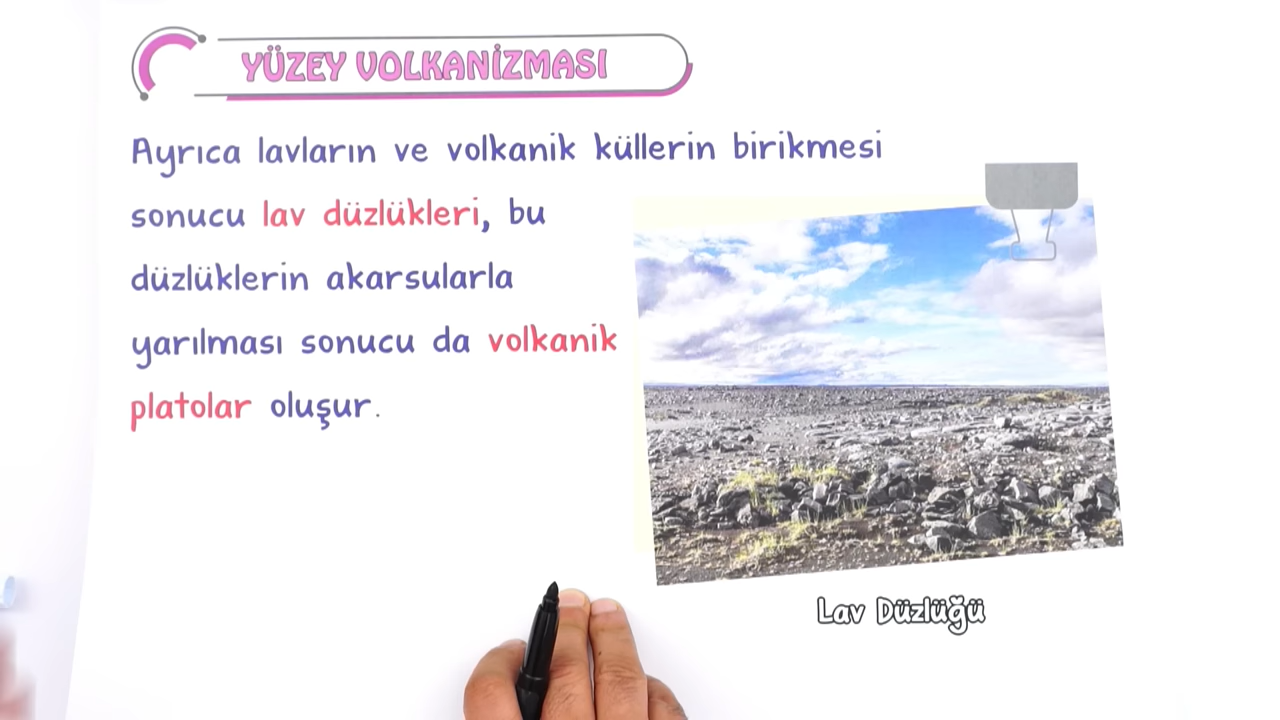 YÜZEY VOLKANİZMASI
Ayrıca lavların ve volkanik küllerin birikmesi
sonucu lav düzlükleri, bu
düzlüklerin akarsularla
yarılması sonucu da volkanik
platolar oluşur.
Lav Düzlüğü